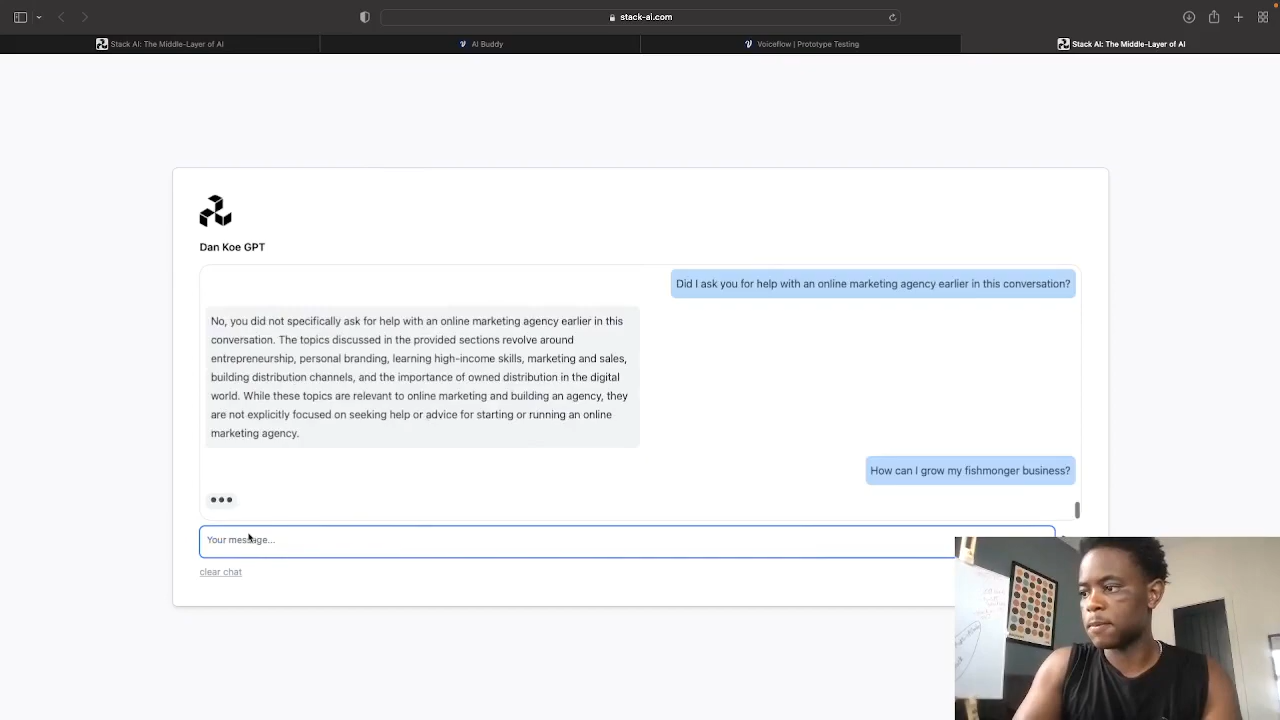 stack-ai.com
Stack AI: The Middle-Layer of AI
AI Buddy
Voiceflow | Prototype Testing
Stack AI: The Middle-Layer of AI
Dan Koe GPT
Did I ask you for help with an online marketing agency earlier in this conversation?
No, you did not specifically ask for help with an online marketing agency earlier in this
conversation. The topics discussed in the provided sections revolve around
entrepreneurship, personal branding, learning high-income skills, marketing and sales,
building distribution channels, and the importance of owned distribution in the digital
world. While these topics are relevant to online marketing and building an agency, they
are not explicitly focused on seeking help or advice for starting or running an online
marketing agency.
How can I grow my fishmonger business?
Your message...
clear chat